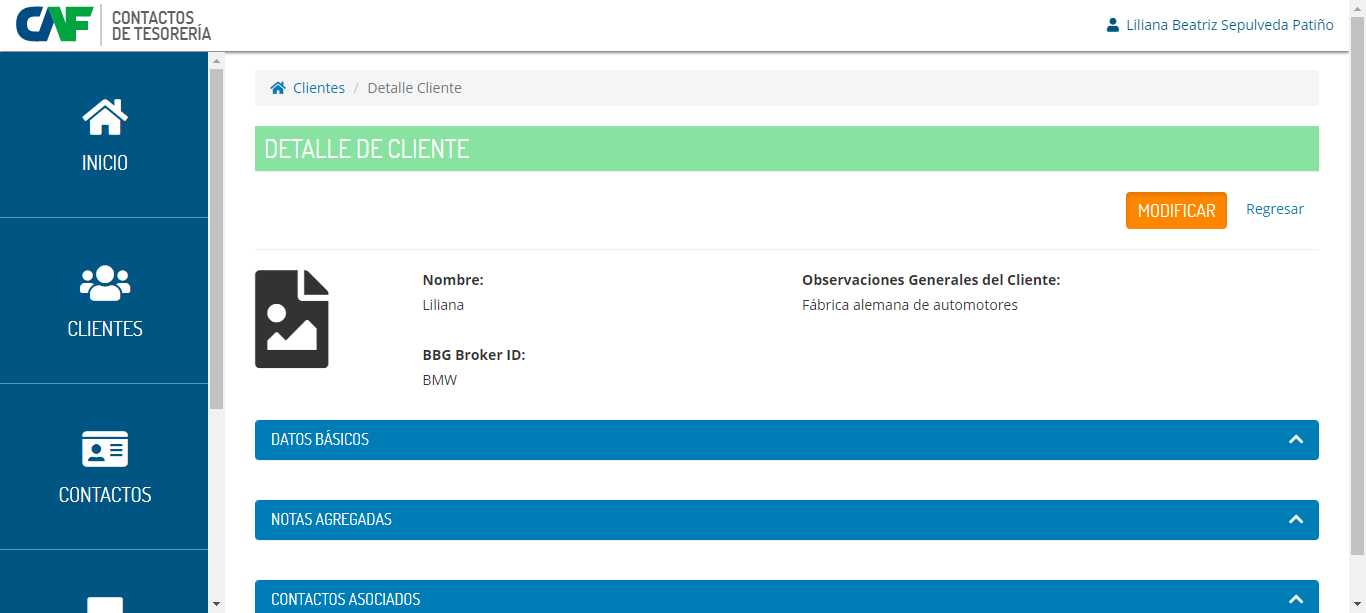 CAF
CONTACTOS
DE TESORERÍA
Liliana Beatriz Sepulveda Patiño
INICIO
CLIENTES
CONTACTOS
Clientes / Detalle Cliente
DETALLE DE CLIENTE
MODIFICAR Regresar
Nombre:
Liliana
BBG Broker ID:
BMW
Observaciones Generales del Cliente:
Fábrica alemana de automotores
DATOS BÁSICOS
NOTAS AGREGADAS
CONTACTOS ASOCIADOS